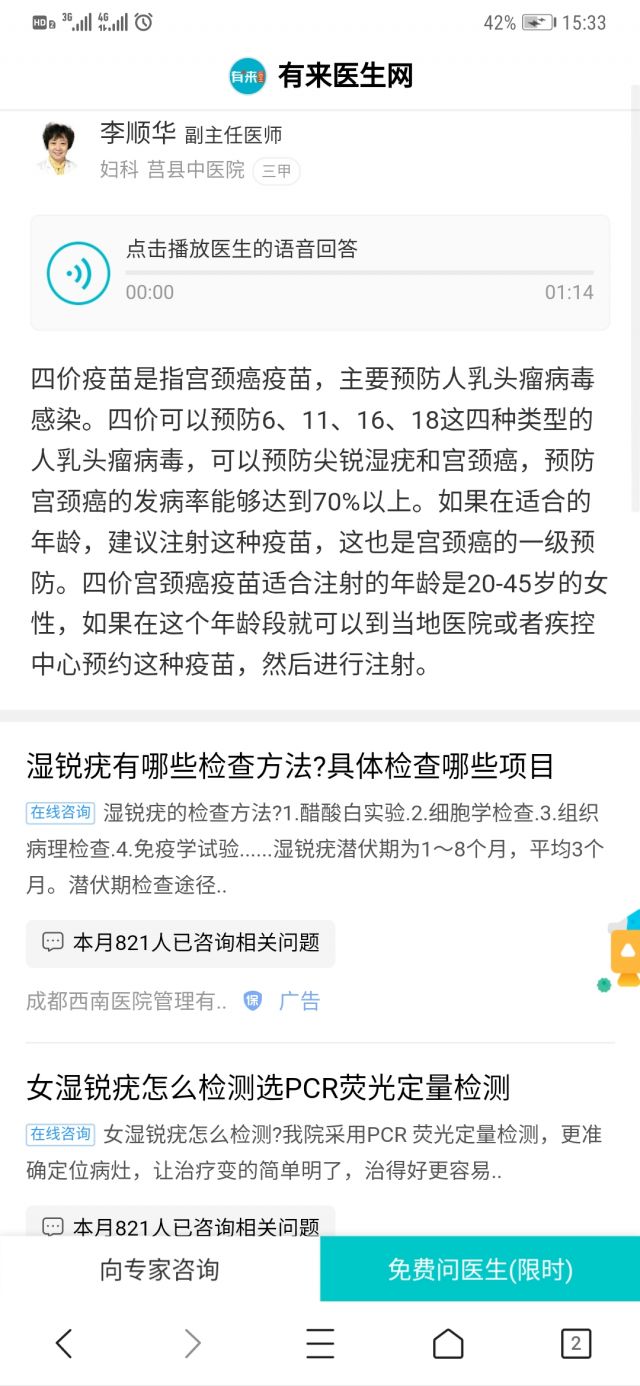 HD 2 3G 4G 42% 15:33
有来医生网
李顺华 副主任医师
妇科 莒县中医院 三甲
点击播放医生的语音回答
00:00 01:14
四价疫苗是指宫颈癌疫苗，主要预防人乳头瘤病毒
感染。四价可以预防6、11、16、18这四种类型的
人乳头瘤病毒，可以预防尖锐湿疣和宫颈癌，预防
宫颈癌的发病率能够达到70%以上。如果在适合的
年龄，建议注射这种疫苗，这也是宫颈癌的一级预
防。四价宫颈癌疫苗适合注射的年龄是20-45岁的女
性，如果在这个年龄段就可以到当地医院或者疾控
中心预约这种疫苗，然后进行注射。
湿锐疣有哪些检查方法?具体检查哪些项目
在线咨询 湿锐疣的检查方法?1.醋酸白实验.2.细胞学检查.3.组织
病理检查.4.免疫学试验......湿锐疣潜伏期为1～8个月，平均3个
月。潜伏期检查途径..
本月821人已咨询相关问题
成都西南医院管理有.. 保 广告
女湿锐疣怎么检测选PCR荧光定量检测
在线咨询 女湿锐疣怎么检测?我院采用PCR 荧光定量检测，更准
确定位病灶，让治疗变的简单明了，治得好更容易..
本月821人已咨询相关问题
向专家咨询 免费问医生(限时)
2